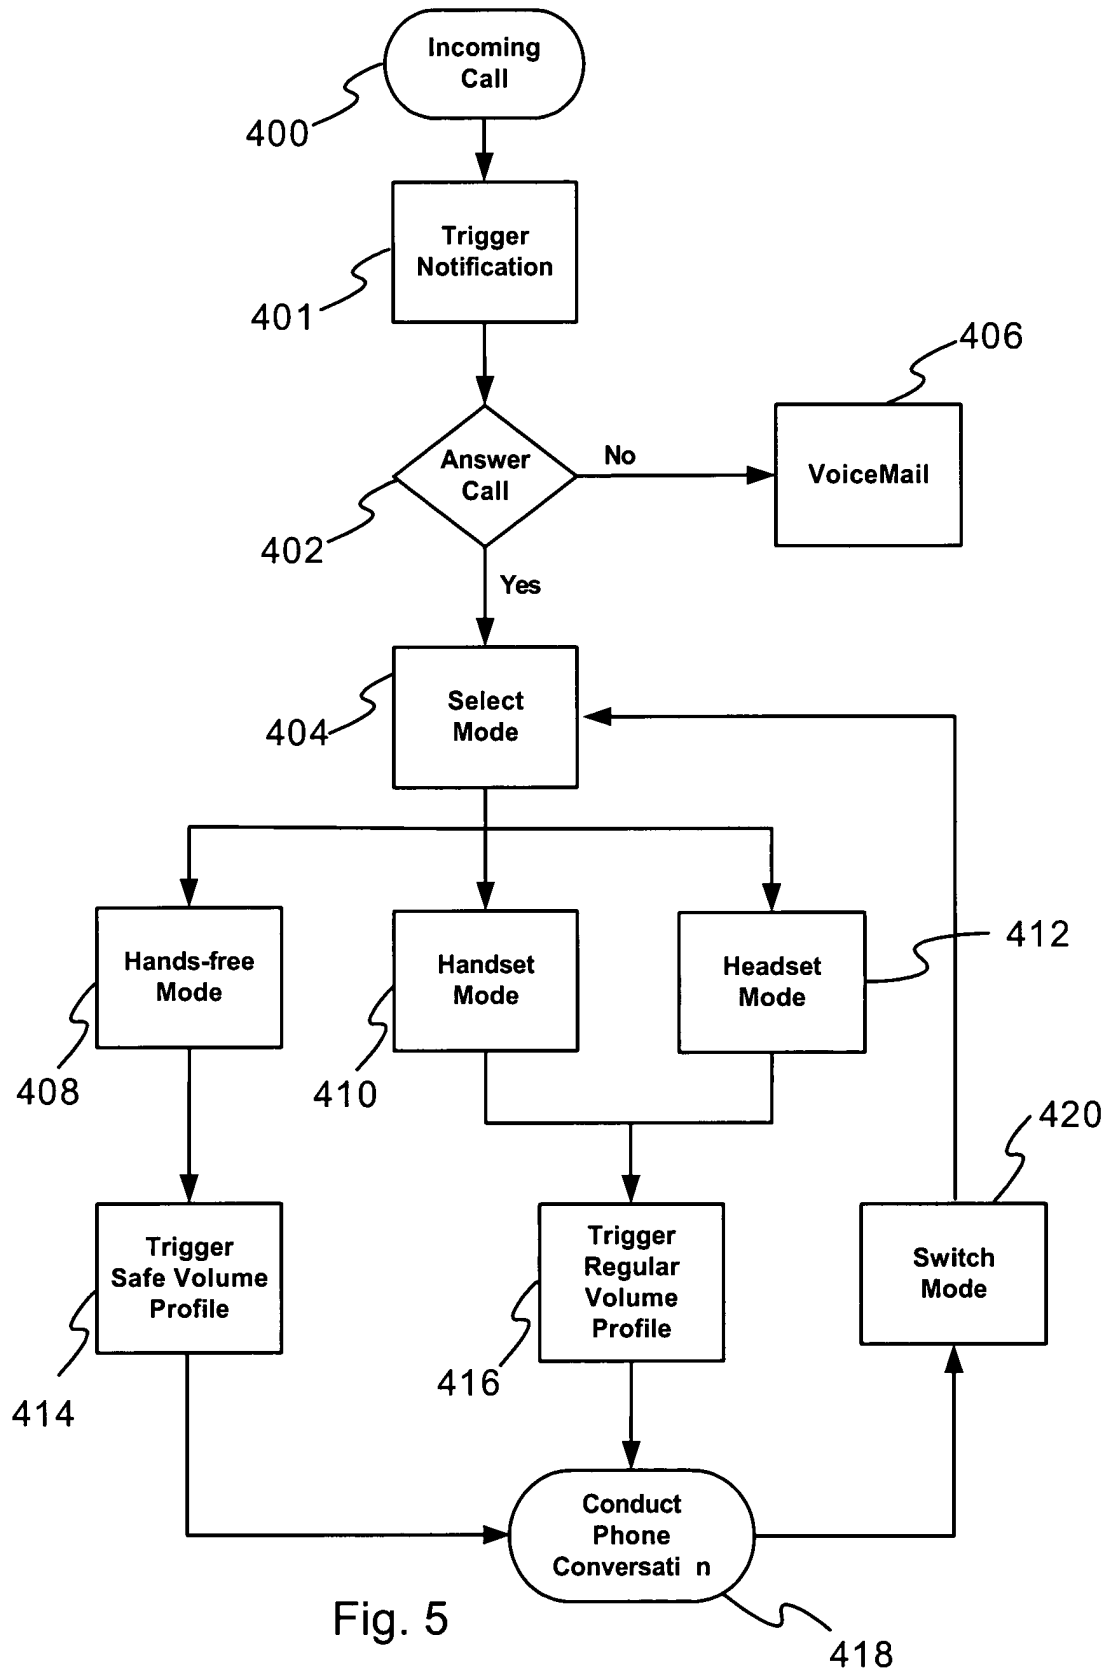 Incoming
Call
400
Trigger
Notification
401
406
Answer
Call
No
VoiceMail
402
Yes
Select
Mode
404
Hands-free
Mode
Handset
Mode
Headset
Mode
412
408
410
420
Trigger
Safe Volume
Profile
Trigger
Regular
Volume
Profile
Switch
Mode
414
416
Conduct
Phone
Conversati n
Fig. 5
418